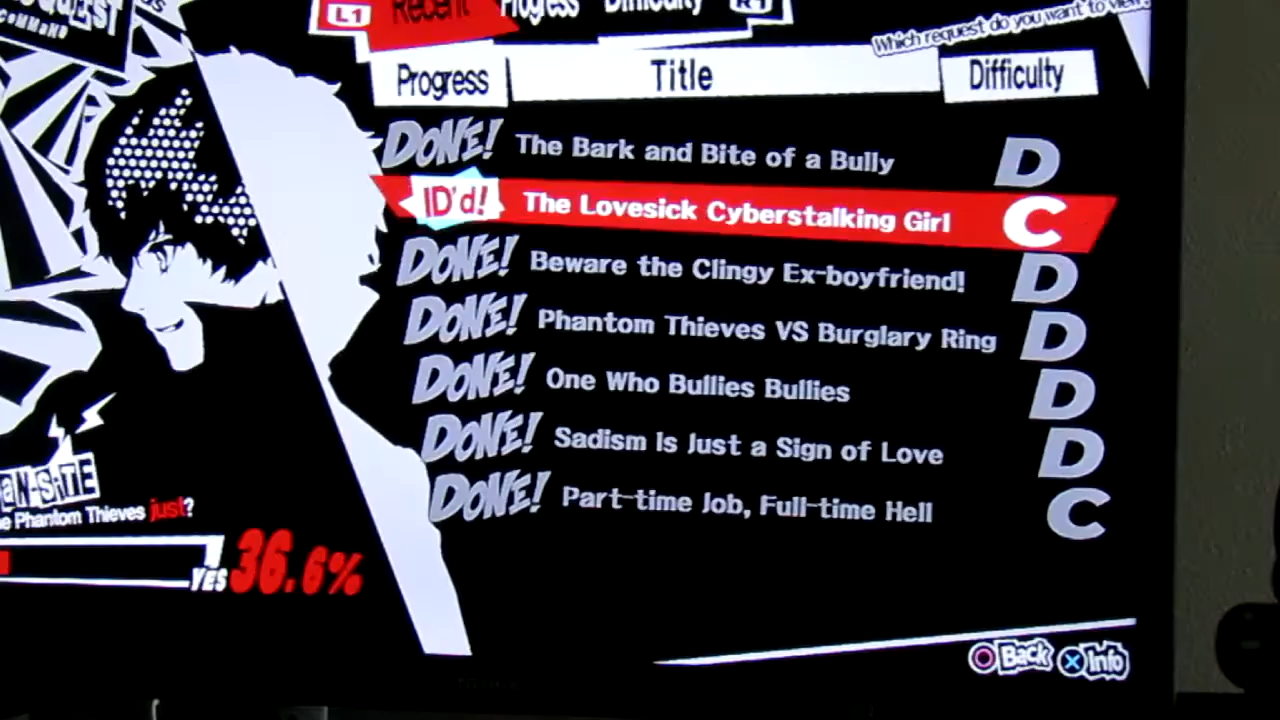 QUEST
COMMAND
L1 Recent Progress Difficulty R1
Which request do you want to view?
Progress Title Difficulty
DONE! The Bark and Bite of a Bully D
ID'd! The Lovesick Cyberstalking Girl C
DONE! Beware the Clingy Ex-boyfriend! D
DONE! Phantom Thieves VS Burglary Ring D
DONE! One Who Bullies Bullies D
DONE! Sadism Is Just a Sign of Love D
DONE! Part-time Job, Full-time Hell C
aN-SiTE
e Phantom Thieves just?
YES 36.6%
Back Info